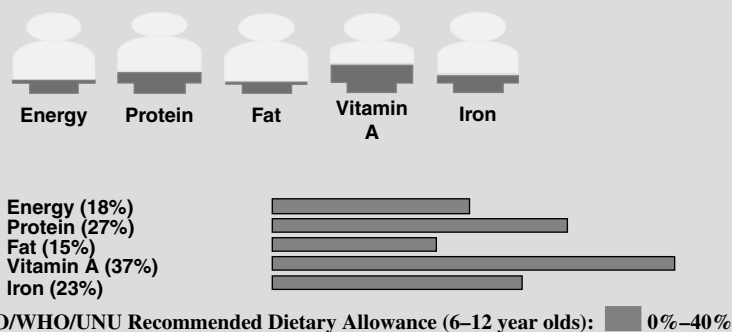 Energy Protein Fat Vitamin A Iron
Energy (18%)
Protein (27%)
Fat (15%)
Vitamin A (37%)
Iron (23%)
O/WHO/UNU Recommended Dietary Allowance (6–12 year olds): 0%–40%